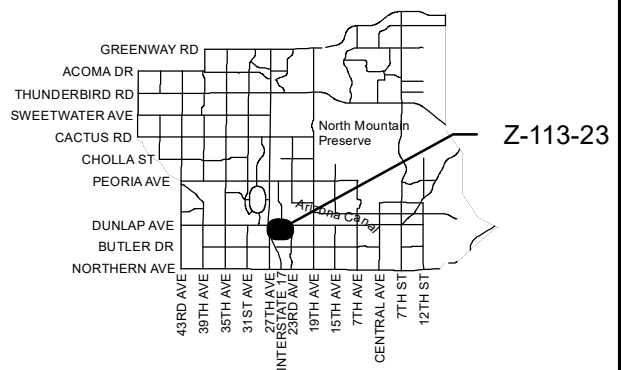 GREENWAY RD
ACOMA DR
THUNDERBIRD RD
SWEETWATER AVE
CACTUS RD
CHOLLA ST
PEORIA AVE
DUNLAP AVE
BUTLER DR
NORTHERN AVE
North Mountain
Preserve
Z-113-23
Arizona Canal
43RD AVE
39TH AVE
35TH AVE
31ST AVE
27TH AVE
INTERSTATE 17
23RD AVE
19TH AVE
15TH AVE
7TH AVE
CENTRAL AVE
7TH ST
12TH ST